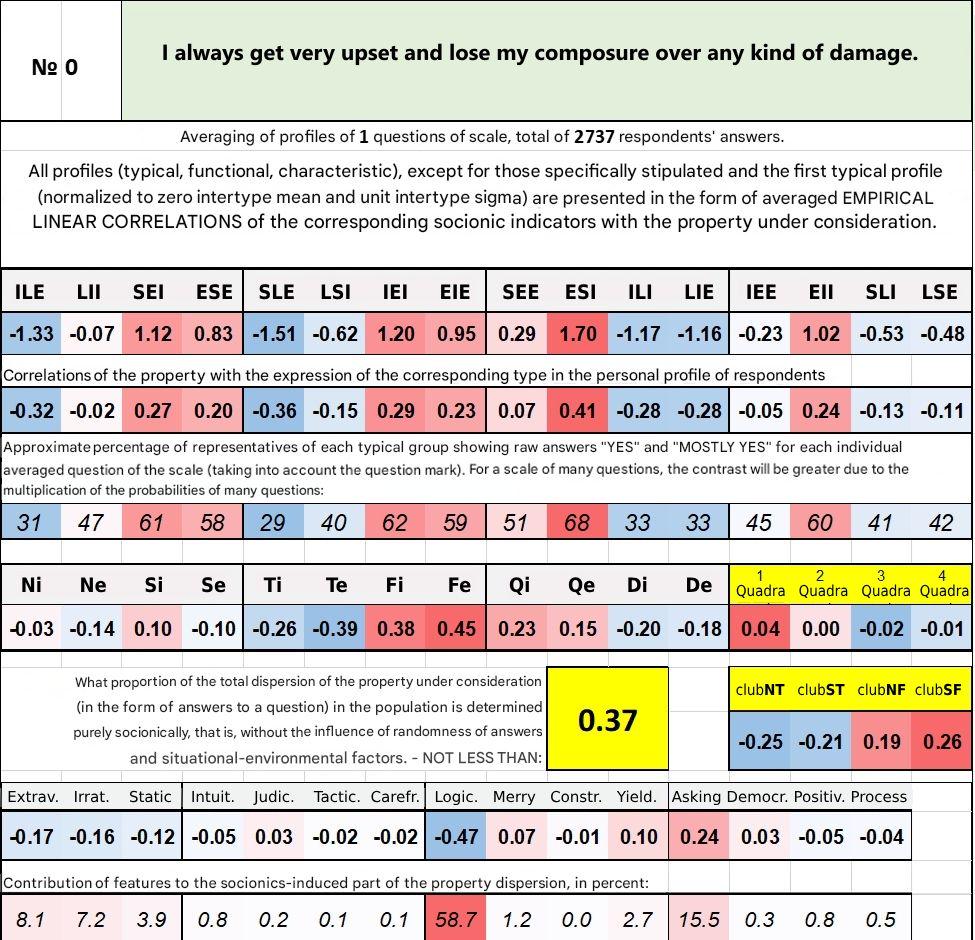 № 0
I always get very upset and lose my composure over any kind of damage.
Averaging of profiles of 1 questions of scale, total of 2737 respondents' answers.
All profiles (typical, functional, characteristic), except for those specifically stipulated and the first typical profile
(normalized to zero intertype mean and unit intertype sigma) are presented in the form of averaged EMPIRICAL
LINEAR CORRELATIONS of the corresponding socionic indicators with the property under consideration.
ILE LII SEI ESE SLE LSI IEI EIE SEE ESI ILI LIE IEE EII SLI LSE
-1.33 -0.07 1.12 0.83 -1.51 -0.62 1.20 0.95 0.29 1.70 -1.17 -1.16 -0.23 1.02 -0.53 -0.48
Correlations of the property with the expression of the corresponding type in the personal profile of respondents
-0.32 -0.02 0.27 0.20 -0.36 -0.15 0.29 0.23 0.07 0.41 -0.28 -0.28 -0.05 0.24 -0.13 -0.11
Approximate percentage of representatives of each typical group showing raw answers "YES" and "MOSTLY YES" for each individual
averaged question of the scale (taking into account the question mark). For a scale of many questions, the contrast will be greater due to the
multiplication of the probabilities of many questions:
31 47 61 58 29 40 62 59 51 68 33 33 45 60 41 42
Ni Ne Si Se Ti Te Fi Fe Qi Qe Di De 1 Quadra 2 Quadra 3 Quadra 4 Quadra
-0.03 -0.14 0.10 -0.10 -0.26 -0.39 0.38 0.45 0.23 0.15 -0.20 -0.18 0.04 0.00 -0.02 -0.01
What proportion of the total dispersion of the property under consideration
(in the form of answers to a question) in the population is determined
purely socionically, that is, without the influence of randomness of answers
and situational-environmental factors. - NOT LESS THAN:
0.37
clubNT clubST clubNF clubSF
-0.25 -0.21 0.19 0.26
Extrav. Irrat. Static Intuit. Judic. Tactic. Carefr. Logic. Merry Constr. Yield. Asking Democr. Positiv. Process
-0.17 -0.16 -0.12 -0.05 0.03 -0.02 -0.02 -0.47 0.07 -0.01 0.10 0.24 0.03 -0.05 -0.04
Contribution of features to the socionics-induced part of the property dispersion, in percent:
8.1 7.2 3.9 0.8 0.2 0.1 0.1 58.7 1.2 0.0 2.7 15.5 0.3 0.8 0.5